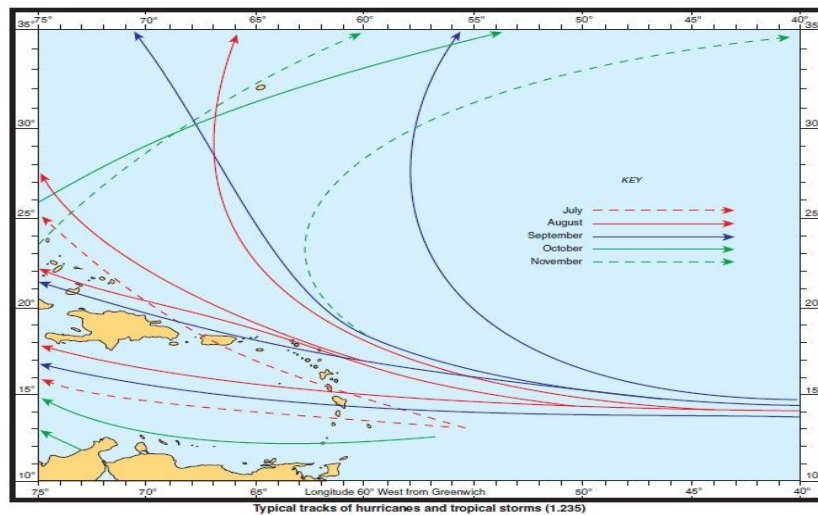 75° 70° 65° 60° 55° 50° 45° 40°
35° 35°
30° 30°
KEY
July
August
25° September 25°
October
November
20° 20°
15° 15°
10° 10°
75° 70° 65° Longitude 60° West from Greenwich 55° 50° 45° 40°
Typical tracks of hurricanes and tropical storms (1.235)